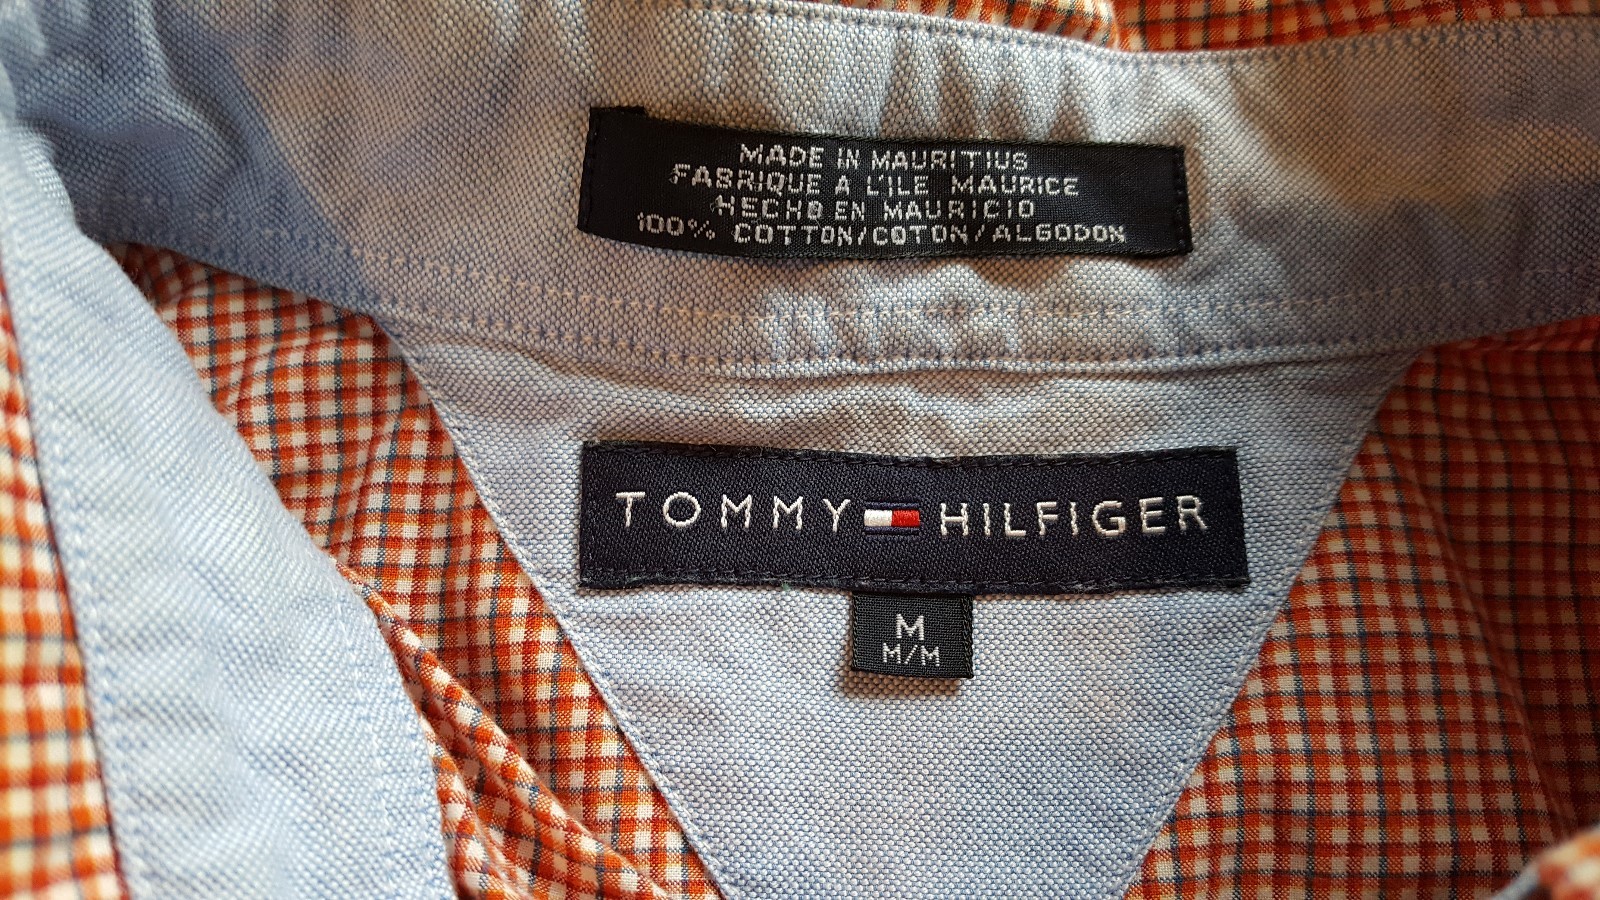 MADE IN MAURITIUS
FABRIQUE A L'ILE MAURICE
HECHO EN MAURICIO
100% COTTON/COTON/ALGODON
TOMMY HILFIGER
M
M/M